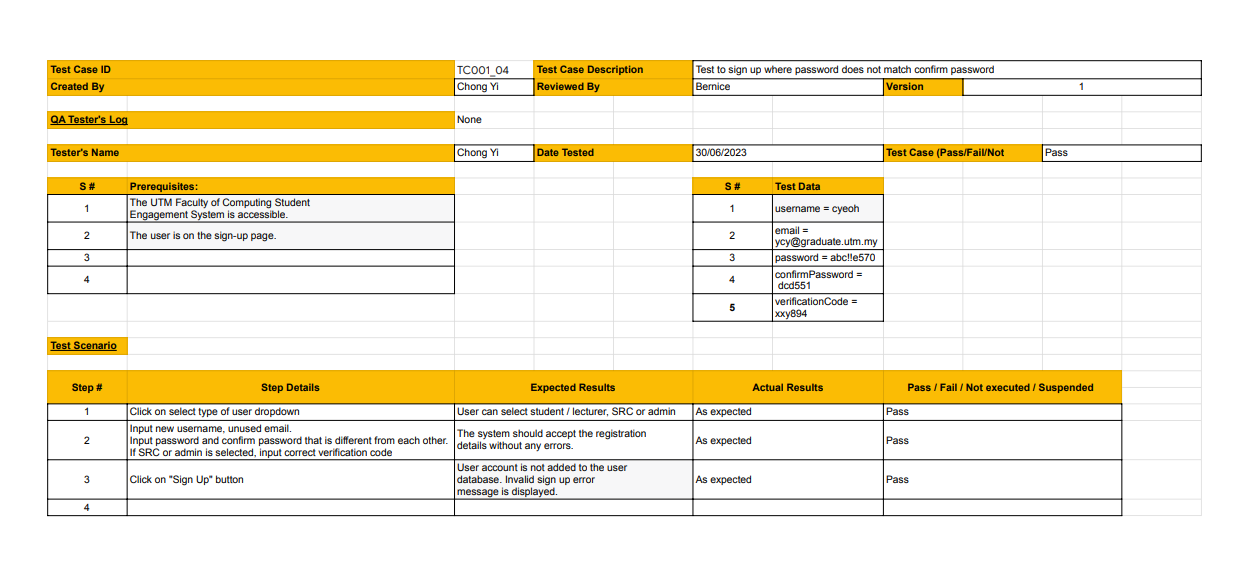 Test Case ID TC001_04 Test Case Description Test to sign up where password does not match confirm password
Created By Chong Yi Reviewed By Bernice Version 1
QA Tester's Log None
Tester's Name Chong Yi Date Tested 30/06/2023 Test Case (Pass/Fail/Not Pass
S # Prerequisites: S # Test Data
1 The UTM Faculty of Computing Student
Engagement System is accessible.
1 username = cyeoh
2 The user is on the sign-up page.
2 email =
ycy@graduate.utm.my
3 3 password = abc!!e570
4 4 confirmPassword =
dcd551
5 verificationCode =
xxy894
Test Scenario
Step # Step Details Expected Results Actual Results Pass / Fail / Not executed / Suspended
1 Click on select type of user dropdown User can select student / lecturer, SRC or admin As expected Pass
2 Input new username, unused email.
Input password and confirm password that is different from each other.
If SRC or admin is selected, input correct verification code
The system should accept the registration
details without any errors.
As expected Pass
3 Click on "Sign Up" button
User account is not added to the user
database. Invalid sign up error
message is displayed.
As expected Pass
4